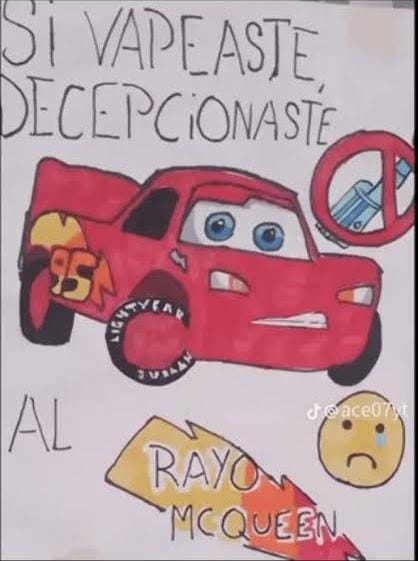 SI VAPEASTE,
DECEPCIONASTE
95
LIGHTYEAR
@ace07yt
AL
RAYO
MCQUEEN